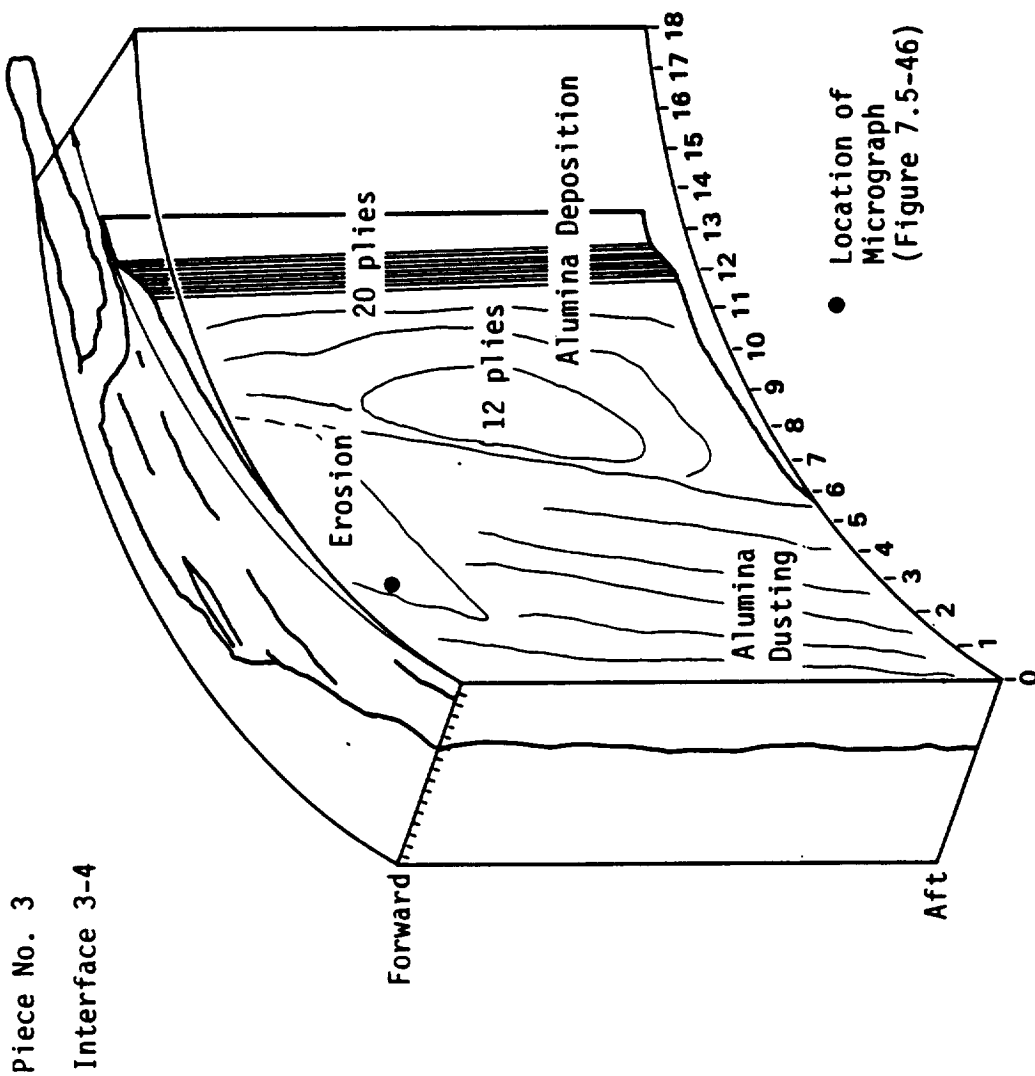 Piece No. 3
Interface 3-4
Forward
Aft
Erosion
20 plies
12 plies
Alumina Deposition
Alumina
Dusting
0 1 2 3 4 5 6 7 8 9 10 11 12 13 14 15 16 17 18
● Location of
Micrograph
(Figure 7.5-46)